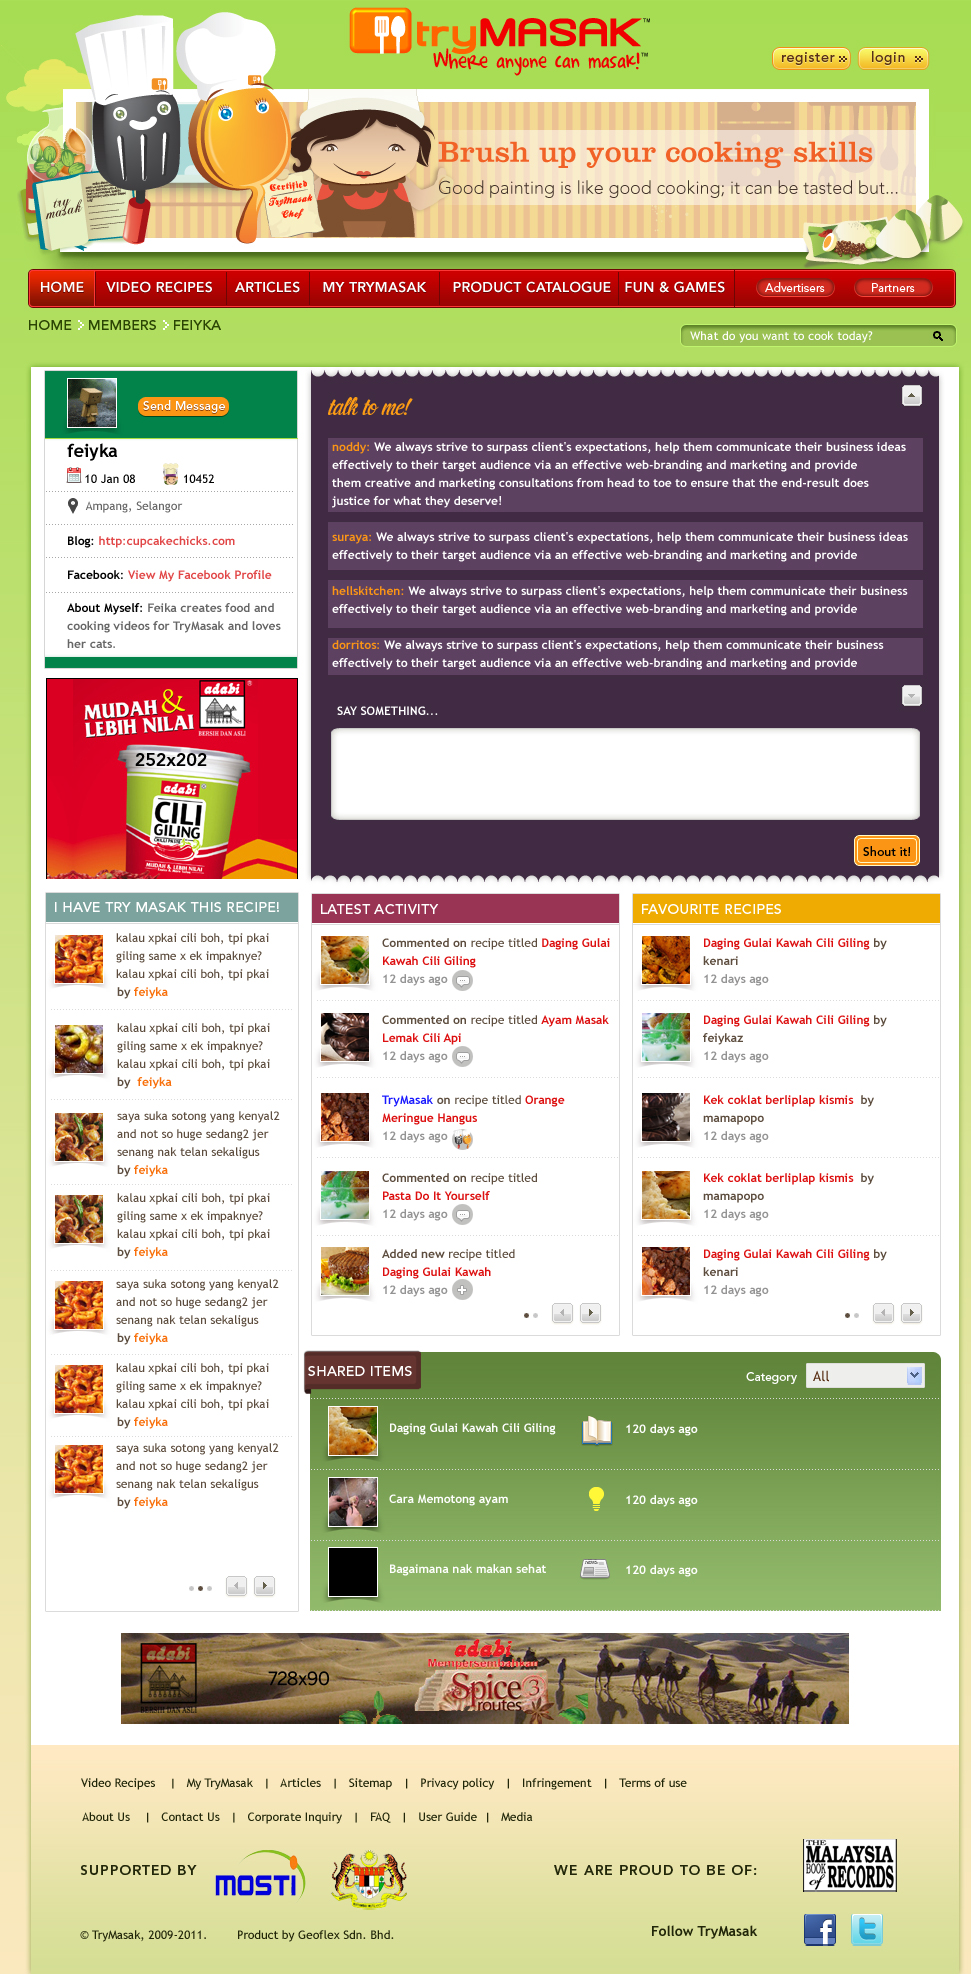 tryMASAK™
Where anyone can masak!™
register
login
try masak
Certified
TryMasak
Chef
Brush up your cooking skills
Good painting is like good cooking; it can be tasted but...
HOME
VIDEO RECIPES
ARTICLES
MY TRYMASAK
PRODUCT CATALOGUE
FUN & GAMES
Advertisers
Partners
HOME
MEMBERS
FEIYKA
What do you want to cook today?
Send Message
feiyka
10 Jan 08
10452
Ampang, Selangor
Blog: http:cupcakechicks.com
Facebook: View My Facebook Profile
About Myself: Feika creates food and
cooking videos for TryMasak and loves
her cats.
talk to me!
noddy: We always strive to surpass client's expectations, help them communicate their business ideas
effectively to their target audience via an effective web-branding and marketing and provide
them creative and marketing consultations from head to toe to ensure that the end-result does
justice for what they deserve!
suraya: We always strive to surpass client's expectations, help them communicate their business ideas
effectively to their target audience via an effective web-branding and marketing and provide
hellskitchen: We always strive to surpass client's expectations, help them communicate their business
effectively to their target audience via an effective web-branding and marketing and provide
dorritos: We always strive to surpass client's expectations, help them communicate their business
effectively to their target audience via an effective web-branding and marketing and provide
SAY SOMETHING...
Shout it!
MUDAH &
LEBIH NILAI
adabi
BERSIH DAN ASLI
252x202
adabi
CILI
GILING
CHILLI PASTE
MUDAH & LEBIH NILAI
I HAVE TRY MASAK THIS RECIPE!
kalau xpkai cili boh, tpi pkai
giling same x ek impaknye?
kalau xpkai cili boh, tpi pkai
by feiyka
kalau xpkai cili boh, tpi pkai
giling same x ek impaknye?
kalau xpkai cili boh, tpi pkai
by feiyka
saya suka sotong yang kenyal2
and not so huge sedang2 jer
senang nak telan sekaligus
by feiyka
kalau xpkai cili boh, tpi pkai
giling same x ek impaknye?
kalau xpkai cili boh, tpi pkai
by feiyka
saya suka sotong yang kenyal2
and not so huge sedang2 jer
senang nak telan sekaligus
by feiyka
kalau xpkai cili boh, tpi pkai
giling same x ek impaknye?
kalau xpkai cili boh, tpi pkai
by feiyka
saya suka sotong yang kenyal2
and not so huge sedang2 jer
senang nak telan sekaligus
by feiyka
LATEST ACTIVITY
Commented on recipe titled Daging Gulai
Kawah Cili Giling
12 days ago
Commented on recipe titled Ayam Masak
Lemak Cili Api
12 days ago
TryMasak on recipe titled Orange
Meringue Hangus
12 days ago
Commented on recipe titled
Pasta Do It Yourself
12 days ago
Added new recipe titled
Daging Gulai Kawah
12 days ago
FAVOURITE RECIPES
Daging Gulai Kawah Cili Giling by
kenari
12 days ago
Daging Gulai Kawah Cili Giling by
feiykaz
12 days ago
Kek coklat berliplap kismis by
mamapopo
12 days ago
Kek coklat berliplap kismis by
mamapopo
12 days ago
Daging Gulai Kawah Cili Giling by
kenari
12 days ago
SHARED ITEMS
Category
All
Daging Gulai Kawah Cili Giling
120 days ago
Cara Memotong ayam
120 days ago
Bagaimana nak makan sehat
120 days ago
adabi
BERSIH DAN ASLI
728x90
adabi
Mempersembahkan
Spice 3
routes
Video Recipes | My TryMasak | Articles | Sitemap | Privacy policy | Infringement | Terms of use
About Us | Contact Us | Corporate Inquiry | FAQ | User Guide | Media
SUPPORTED BY
MOSTI
WE ARE PROUD TO BE OF:
THE
MALAYSIA
BOOK of RECORDS
© TryMasak, 2009-2011.
Product by Geoflex Sdn. Bhd.
Follow TryMasak